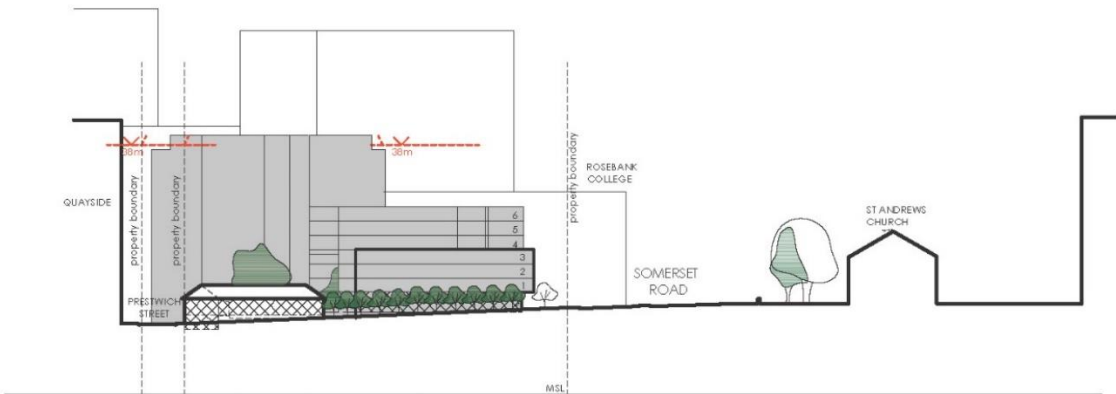 38m
38m
property boundary
property boundary
property boundary
QUAYSIDE
ROSEBANK
COLLEGE
ST ANDREWS
CHURCH
6
5
4
3
2
1
SOMERSET
ROAD
PRESTWICH
STREET
MSL